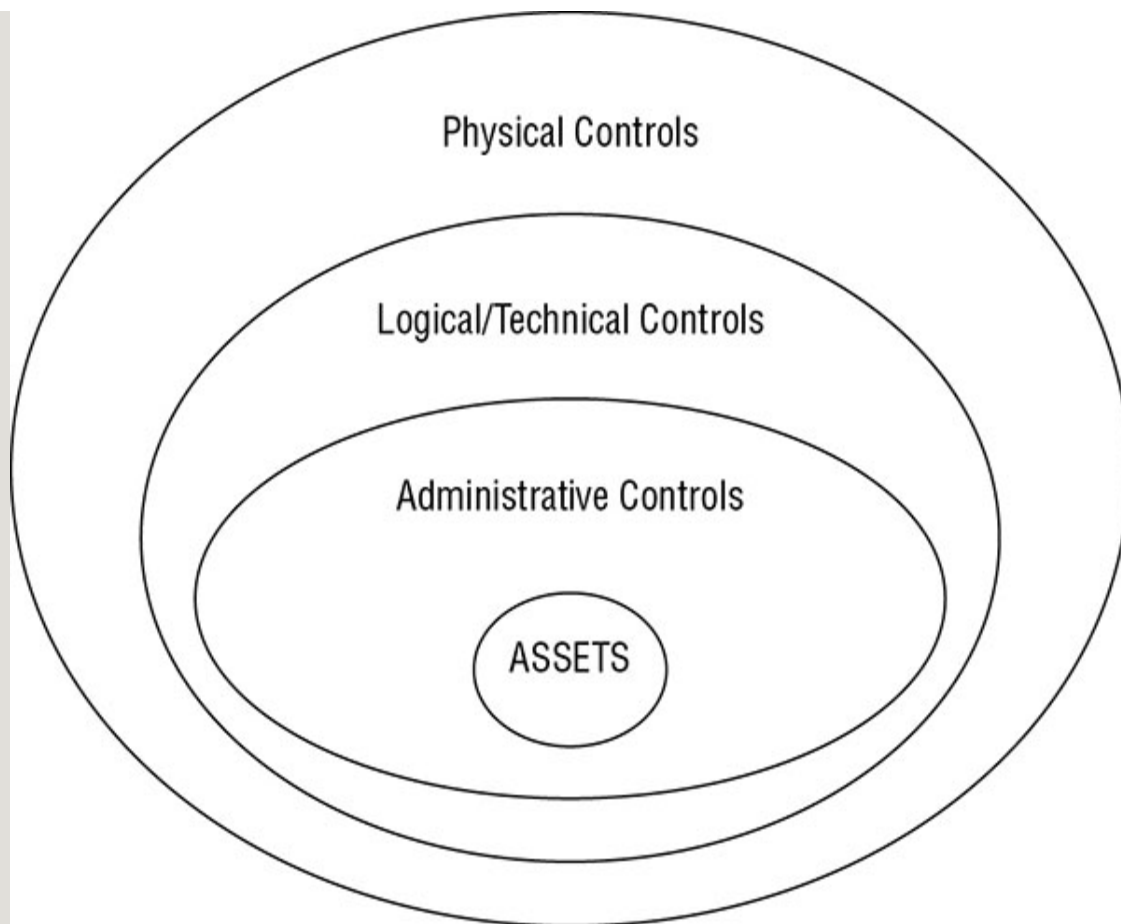 Physical Controls
Logical/Technical Controls
Administrative Controls
ASSETS